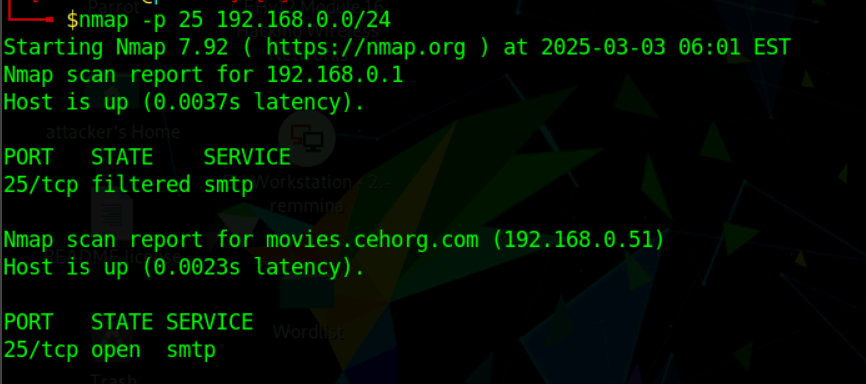 Parrot
$nmap -p 25 192.168.0.0/24
Starting Nmap 7.92 ( https://nmap.org ) at 2025-03-03 06:01 EST
Nmap scan report for 192.168.0.1
Host is up (0.0037s latency).
attacker's Home
PORT STATE SERVICE
25/tcp filtered smtp
Workstation - 2.-
remmina
Nmap scan report for movies.cehorg.com (192.168.0.51)
Host is up (0.0023s latency).
PORT STATE SERVICE
Wordlist
25/tcp open smtp
Trash